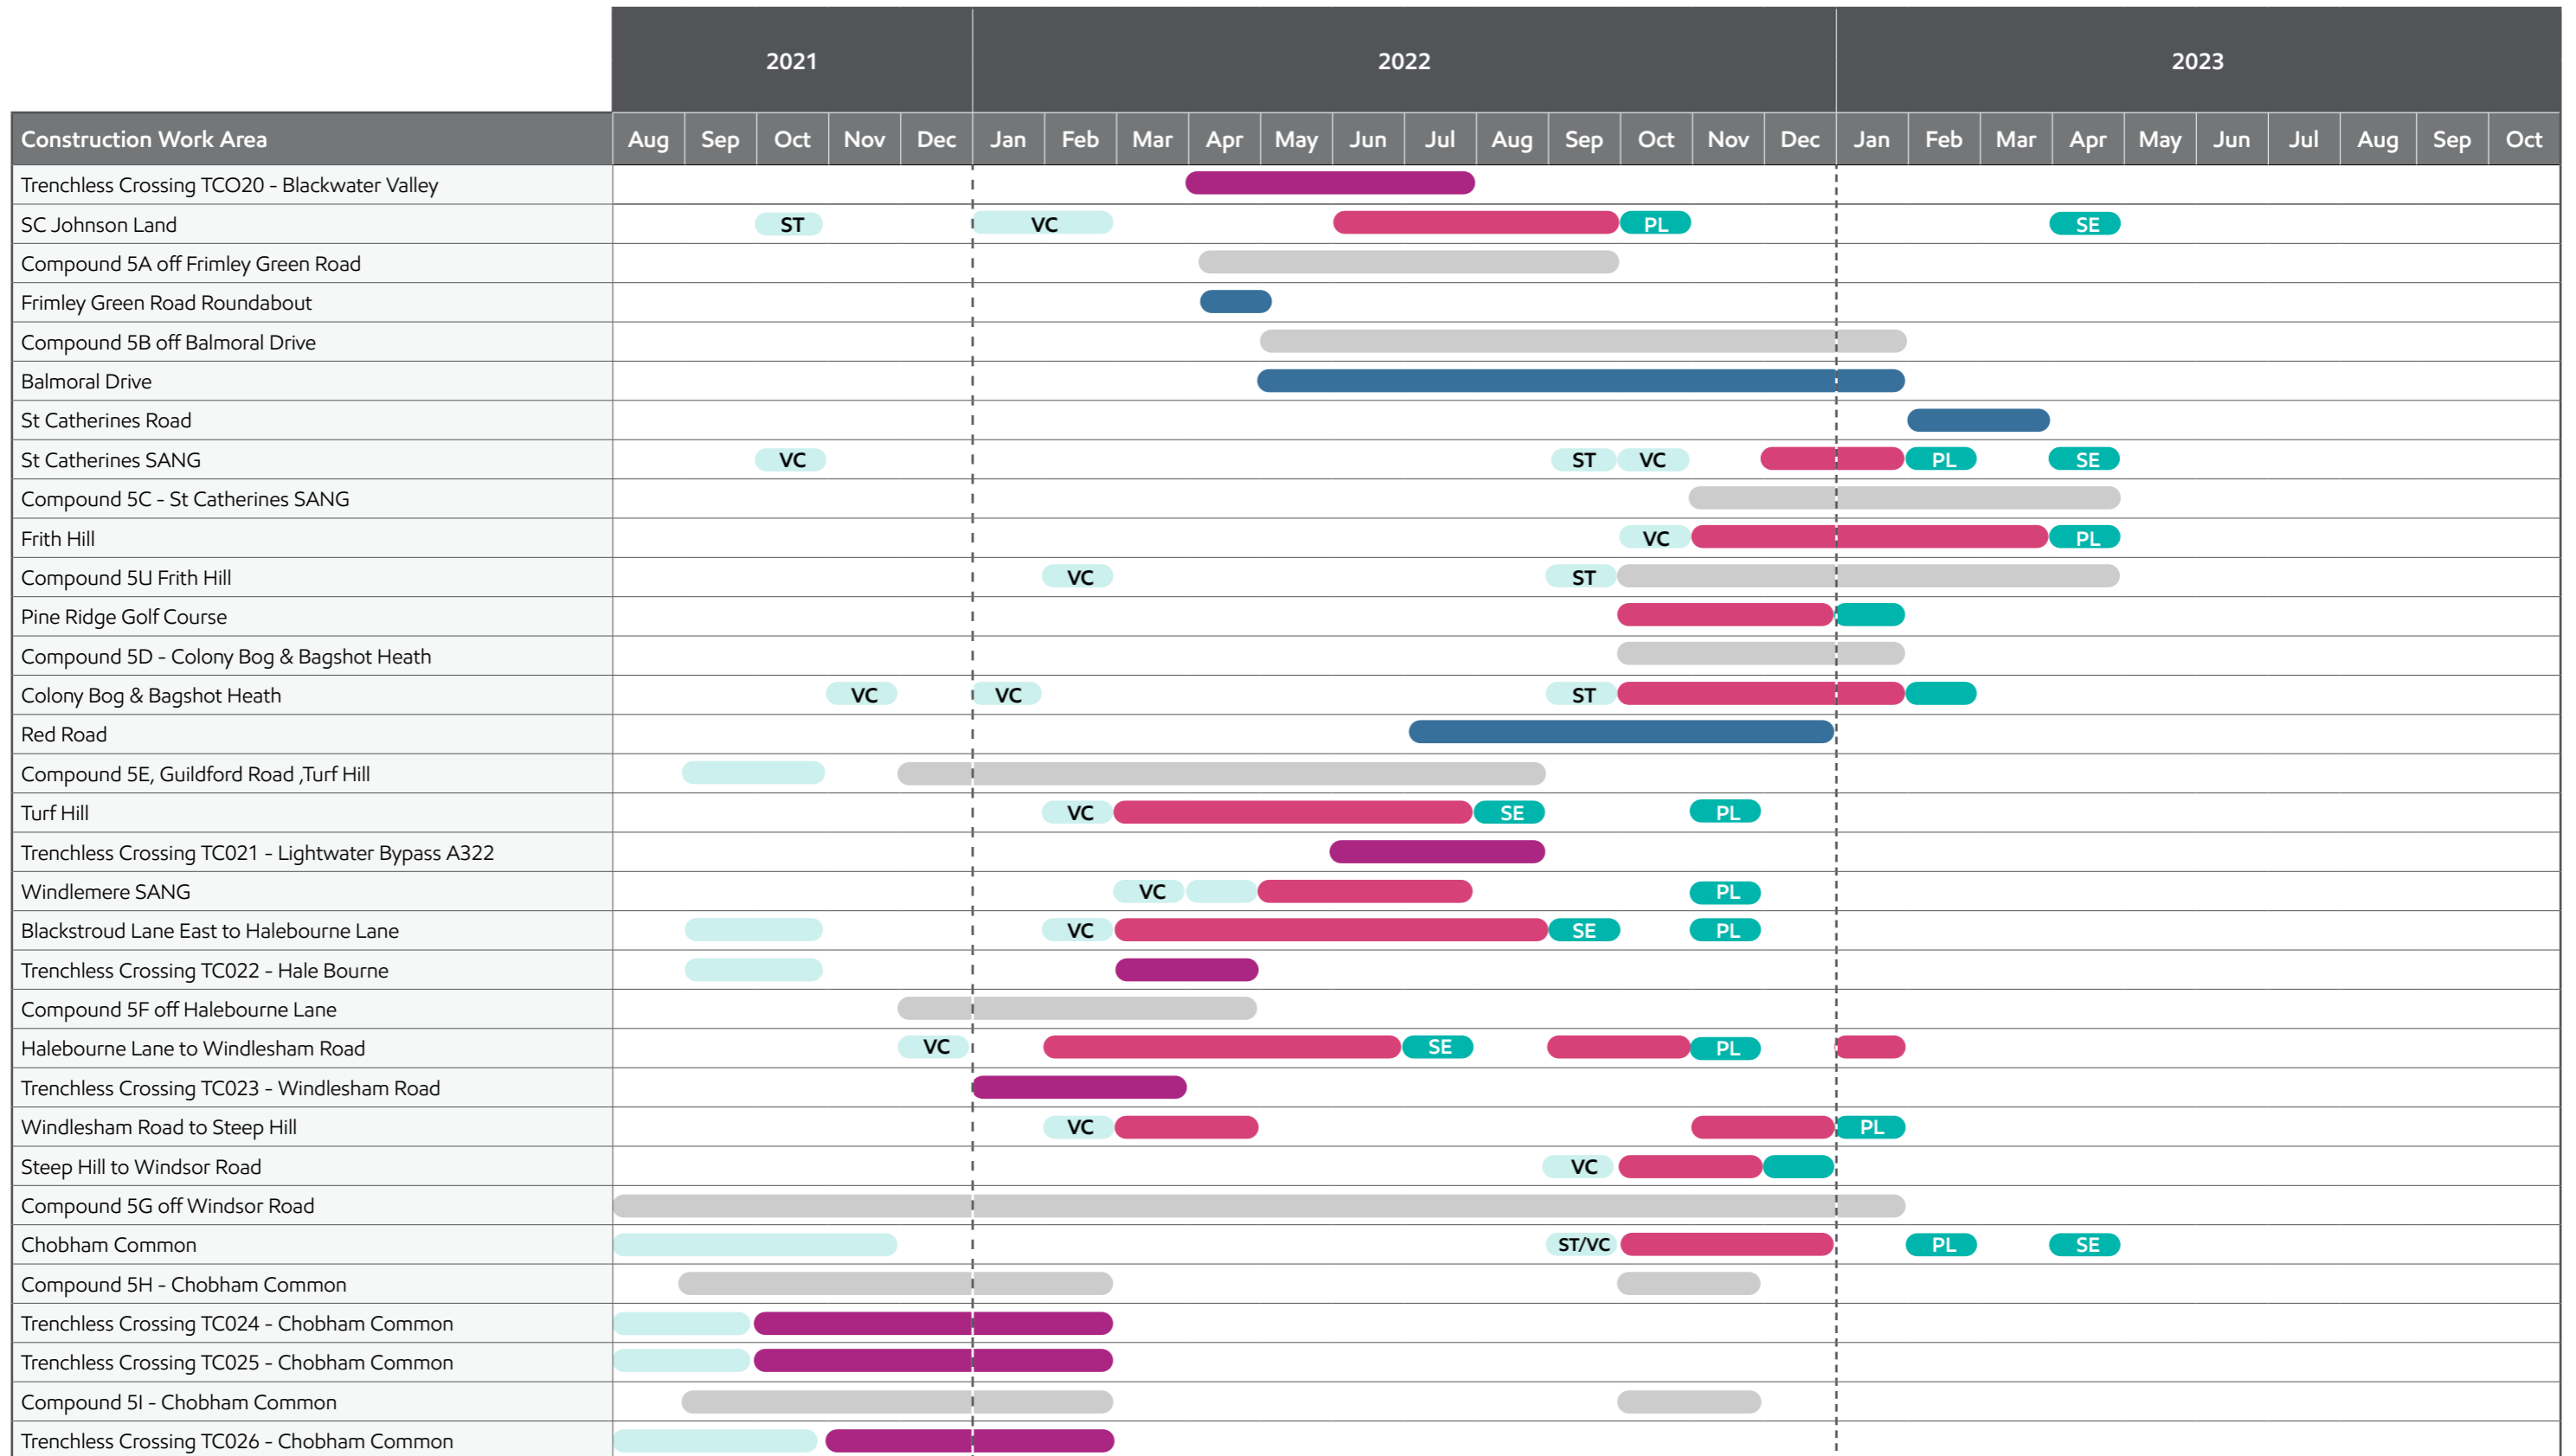 2021 2022 2023
Construction Work Area Aug Sep Oct Nov Dec Jan Feb Mar Apr May Jun Jul Aug Sep Oct Nov Dec Jan Feb Mar Apr May Jun Jul Aug Sep Oct
Trenchless Crossing TCO20 - Blackwater Valley
SC Johnson Land ST VC PL SE
Compound 5A off Frimley Green Road
Frimley Green Road Roundabout
Compound 5B off Balmoral Drive
Balmoral Drive
St Catherines Road
St Catherines SANG VC ST VC PL SE
Compound 5C - St Catherines SANG
Frith Hill VC PL
Compound 5U Frith Hill VC ST
Pine Ridge Golf Course
Compound 5D - Colony Bog & Bagshot Heath
Colony Bog & Bagshot Heath VC VC ST
Red Road
Compound 5E, Guildford Road ,Turf Hill
Turf Hill VC SE PL
Trenchless Crossing TC021 - Lightwater Bypass A322
Windlemere SANG VC PL
Blackstroud Lane East to Halebourne Lane VC SE PL
Trenchless Crossing TC022 - Hale Bourne
Compound 5F off Halebourne Lane
Halebourne Lane to Windlesham Road VC SE PL
Trenchless Crossing TC023 - Windlesham Road
Windlesham Road to Steep Hill VC PL
Steep Hill to Windsor Road VC
Compound 5G off Windsor Road
Chobham Common ST/VC PL SE
Compound 5H - Chobham Common
Trenchless Crossing TC024 - Chobham Common
Trenchless Crossing TC025 - Chobham Common
Compound 5I - Chobham Common
Trenchless Crossing TC026 - Chobham Common